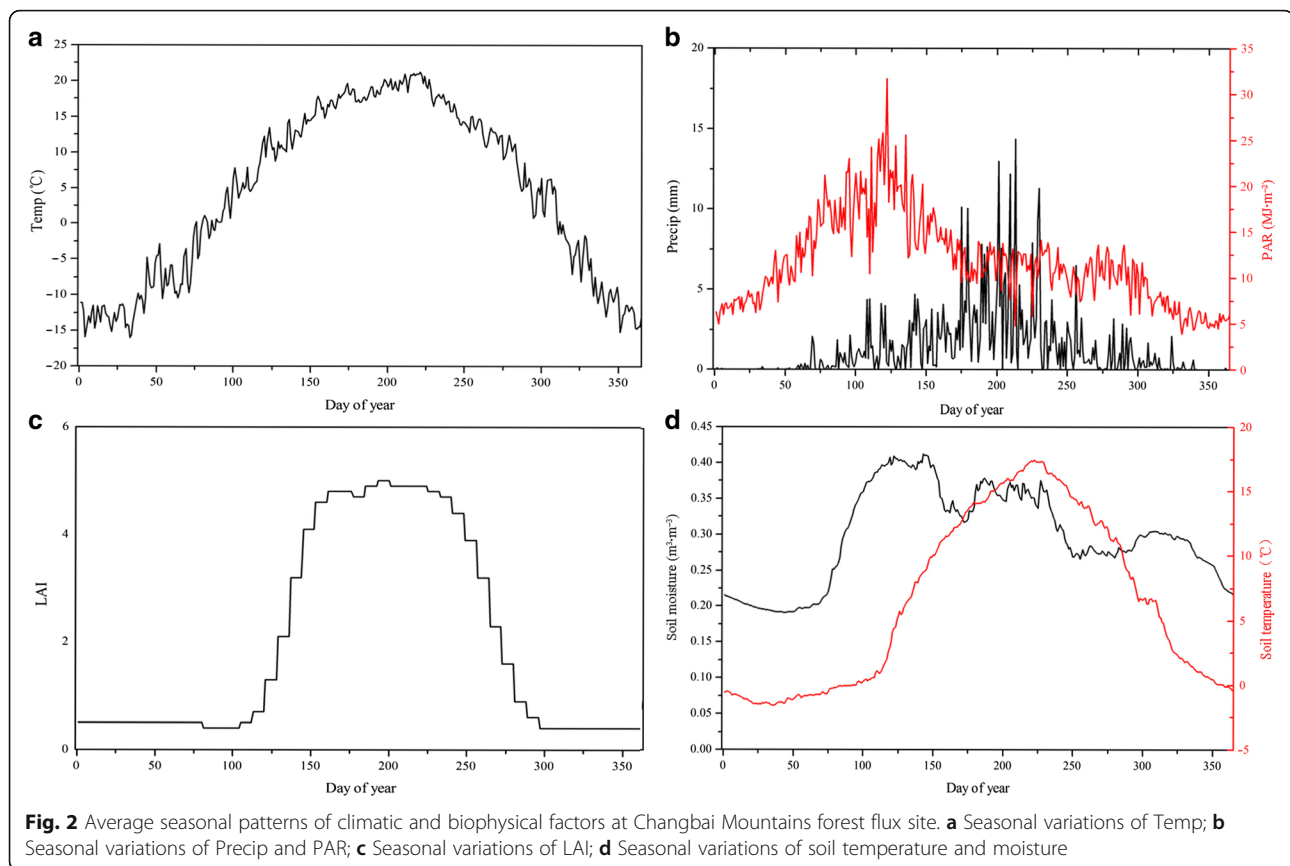 a
25
20
15
10
5
0
−5
−10
−15
−20
Temp (℃)
0 50 100 150 200 250 300 350
Day of year
b
20
15
10
5
0
Precip (mm)
35
30
25
20
15
10
5
0
PAR (MJ·m⁻²)
0 50 100 150 200 250 300 350
Day of year
c
6
4
2
0
LAI
0 50 100 150 200 250 300 350
Day of year
d
0.45
0.40
0.35
0.30
0.25
0.20
0.15
0.10
0.05
0.00
Soil moisture (m³·m⁻³)
20
15
10
5
0
−5
Soil temperature (℃)
0 50 100 150 200 250 300 350
Day of year
Fig. 2 Average seasonal patterns of climatic and biophysical factors at Changbai Mountains forest flux site. a Seasonal variations of Temp; b
Seasonal variations of Precip and PAR; c Seasonal variations of LAI; d Seasonal variations of soil temperature and moisture